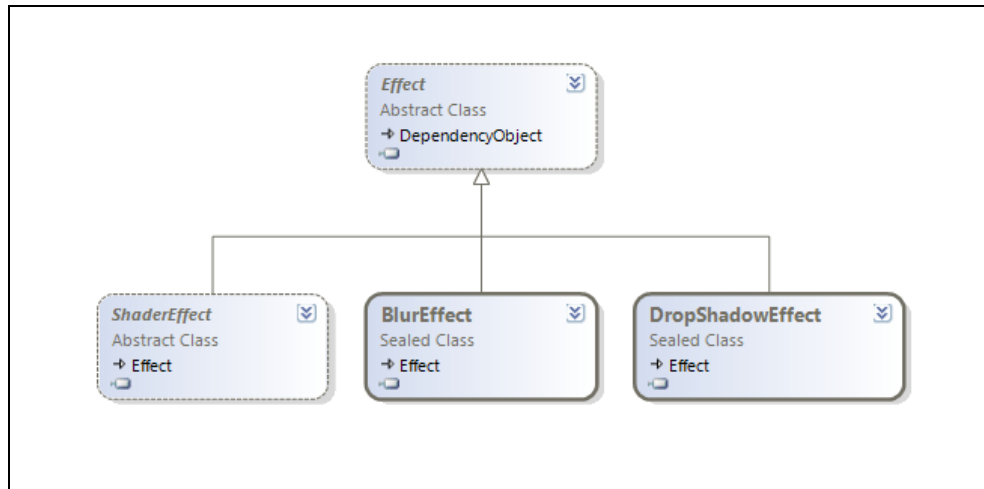 Effect
Abstract Class
DependencyObject
ShaderEffect
Abstract Class
Effect
BlurEffect
Sealed Class
Effect
DropShadowEffect
Sealed Class
Effect